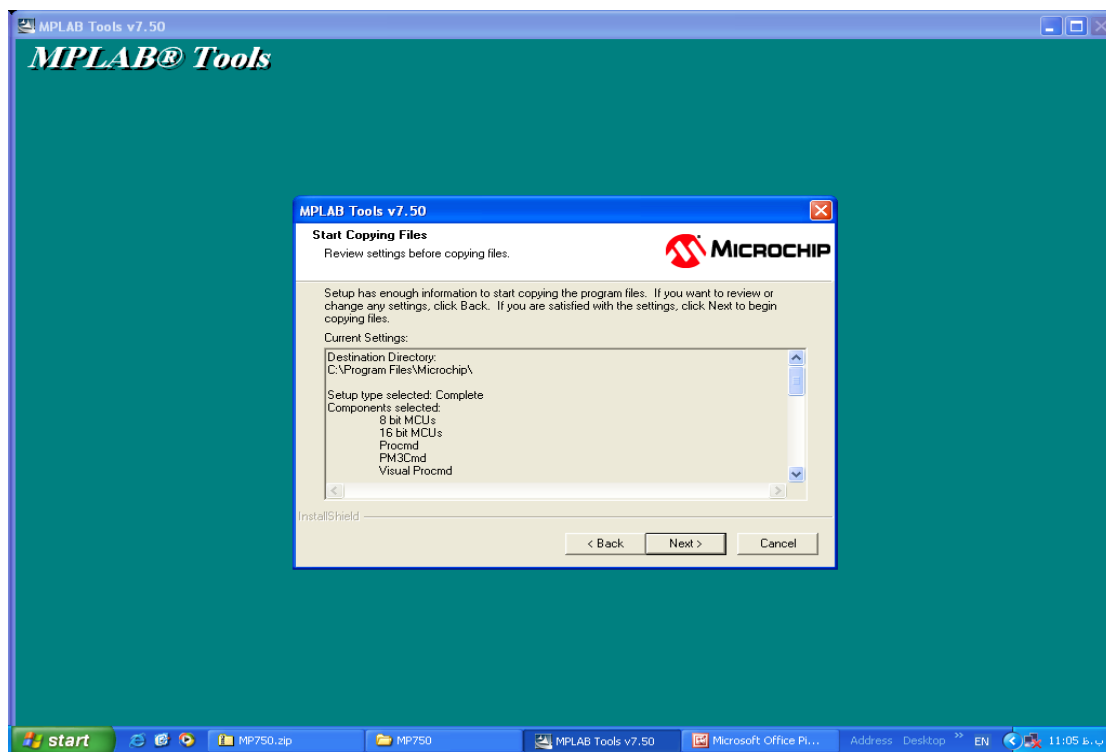 MPLAB Tools v7.50
MPLAB® Tools
MPLAB Tools v7.50
Start Copying Files
Review settings before copying files.
MICROCHIP
Setup has enough information to start copying the program files. If you want to review or
change any settings, click Back. If you are satisfied with the settings, click Next to begin
copying files.
Current Settings:
Destination Directory:
C:\Program Files\Microchip\
Setup type selected: Complete
Components selected:
8 bit MCUs
16 bit MCUs
Procmd
PM3Cmd
Visual Procmd
InstallShield
< Back
Next >
Cancel
start
MP750.zip
MP750
MPLAB Tools v7.50
Microsoft Office Pi...
Address
Desktop
EN
11:05